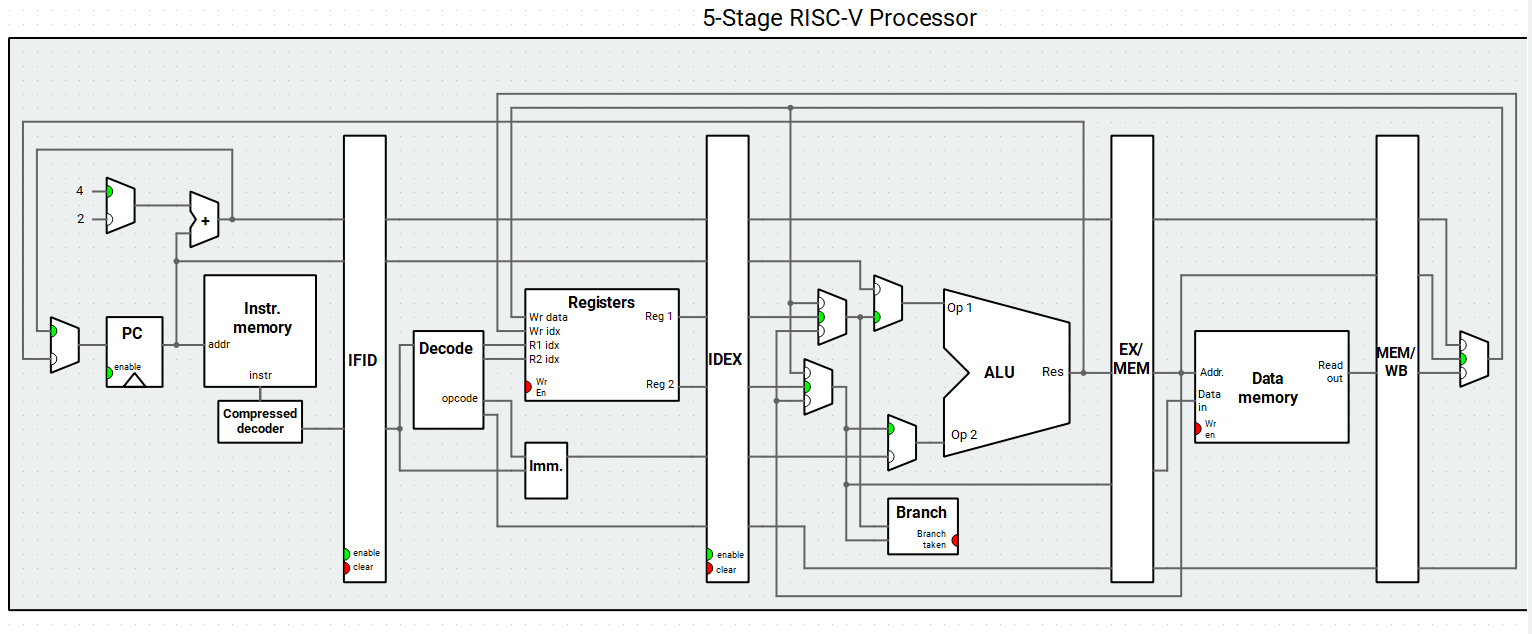 5-Stage RISC-V Processor
4
2
+
PC
enable
Instr.
memory
addr
instr
Compressed
decoder
IFID
enable
clear
Decode
opcode
Registers
Wr data
Wr idx
R1 idx
R2 idx
Wr
En
Reg 1
Reg 2
Imm.
IDEX
enable
clear
Op 1
ALU
Res
Op 2
Branch
Branch
taken
EX/
MEM
Addr.
Data
in
Wr
en
Data
memory
Read
out
MEM/
WB